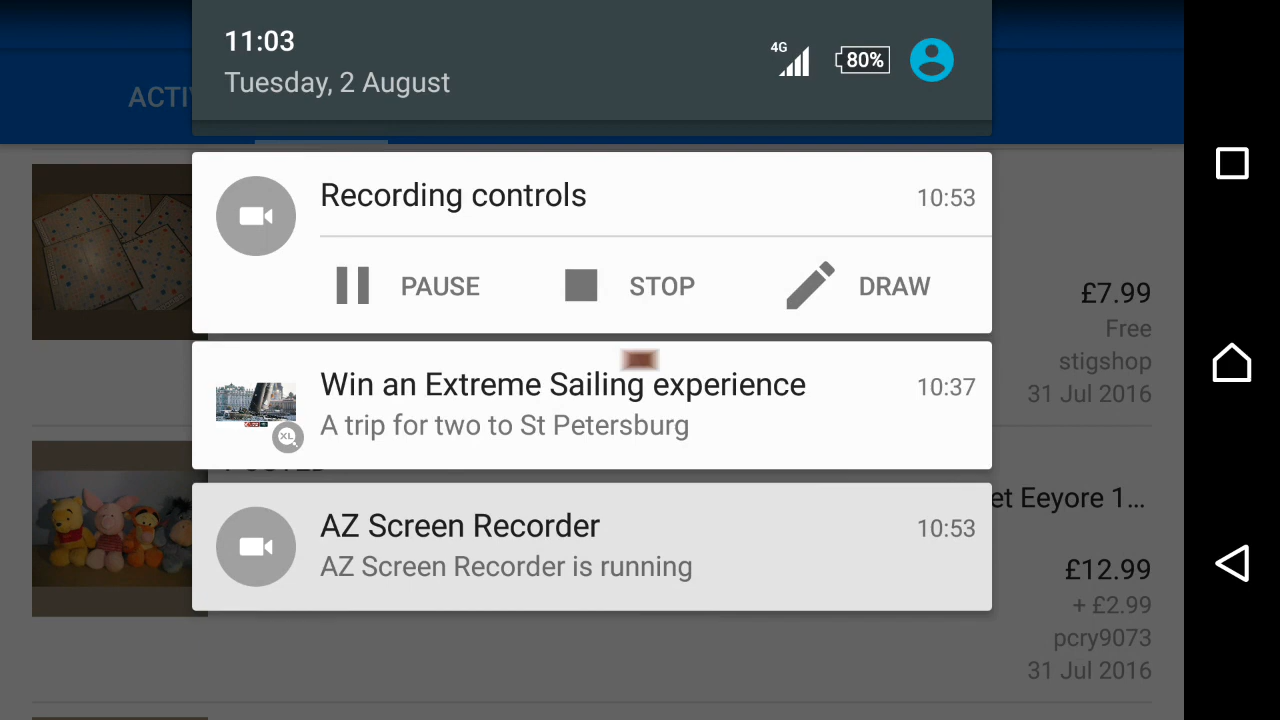 11:03
4G
80%
Tuesday, 2 August
ACTIV
Recording controls
10:53
PAUSE
STOP
DRAW
£7.99
Free
stigshop
31 Jul 2016
Win an Extreme Sailing experience
10:37
A trip for two to St Petersburg
XL
et Eeyore 1...
AZ Screen Recorder
10:53
AZ Screen Recorder is running
£12.99
+ £2.99
pcry9073
31 Jul 2016